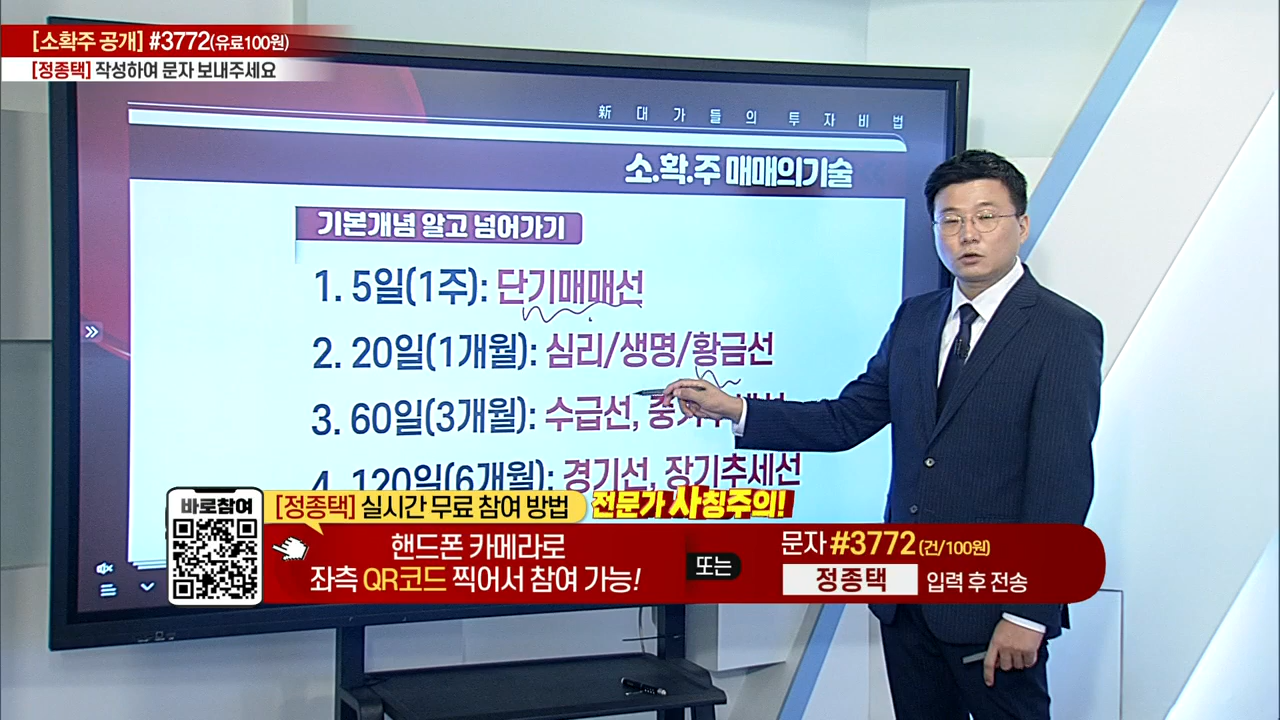 [소확주 공개] #3772(유료100원)
[정종택] 작성하여 문자 보내주세요
新 대 가 들 의 투 자 비 법
소.확.주 매매의기술
기본개념 알고 넘어가기
1. 5일(1주): 단기매매선
2. 20일(1개월): 심리/생명/황금선
3. 60일(3개월): 수급선,
4. 120일(6개월): 경기선, 장기추세선
바로참여
[정종택] 실시간 무료 참여 방법
전문가 사칭주의!
핸드폰 카메라로
좌측 QR코드 찍어서 참여 가능!
또는
문자 #3772 (건/100원)
정종택 입력 후 전송